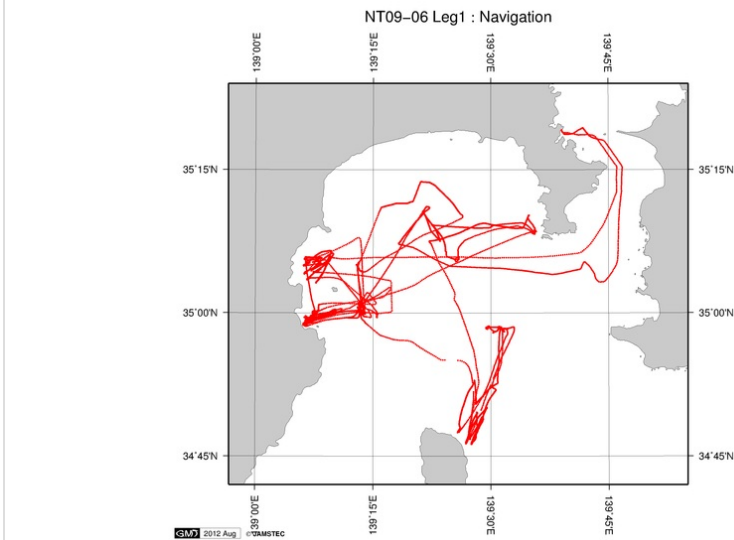 NT09−06 Leg1 : Navigation
139°00'E 139°15'E 139°30'E 139°45'E
35°15'N 35°15'N
35°00'N 35°00'N
34°45'N 34°45'N
139°00'E 139°15'E 139°30'E 139°45'E
GMD 2012 Aug ©JAMSTEC